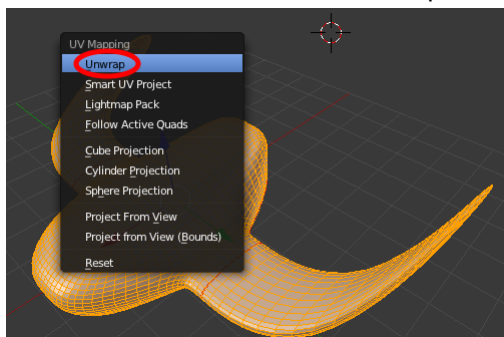 UV Mapping
Unwrap
Smart UV Project
Lightmap Pack
Follow Active Quads
Cube Projection
Cylinder Projection
Sphere Projection
Project From View
Project from View (Bounds)
Reset